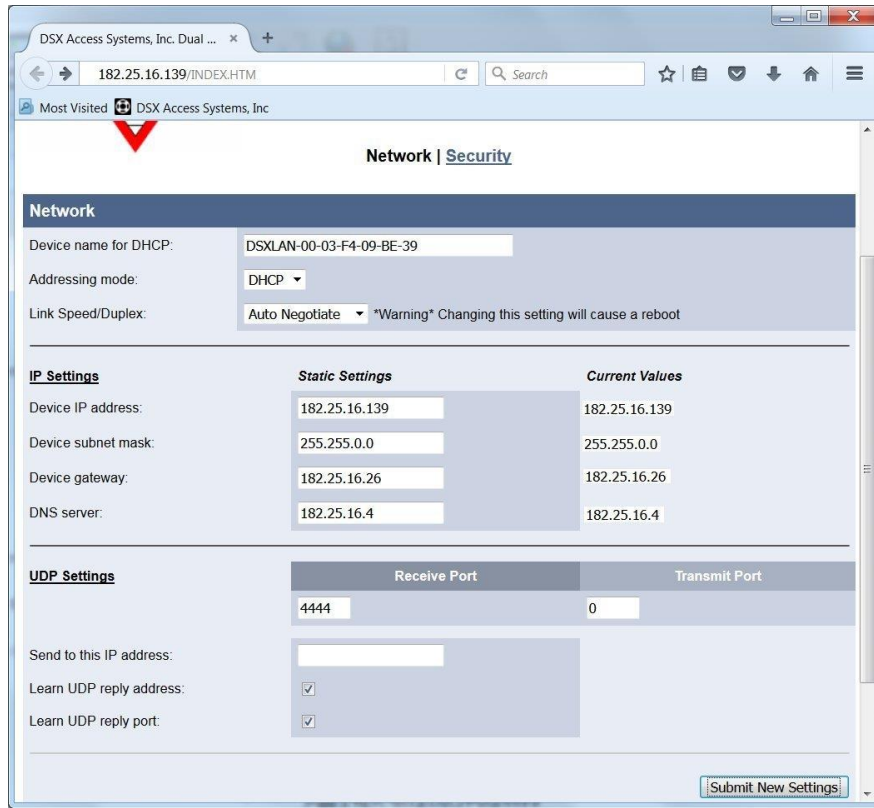 DSX Access Systems, Inc. Dual ... × +
182.25.16.139/INDEX.HTM Search
Most Visited DSX Access Systems, Inc
Network | Security
Network
Device name for DHCP: DSXLAN-00-03-F4-09-BE-39
Addressing mode: DHCP
Link Speed/Duplex: Auto Negotiate *Warning* Changing this setting will cause a reboot
IP Settings Static Settings Current Values
Device IP address: 182.25.16.139 182.25.16.139
Device subnet mask: 255.255.0.0 255.255.0.0
Device gateway: 182.25.16.26 182.25.16.26
DNS server: 182.25.16.4 182.25.16.4
UDP Settings Receive Port Transmit Port
4444 0
Send to this IP address:
Learn UDP reply address:
Learn UDP reply port:
Submit New Settings